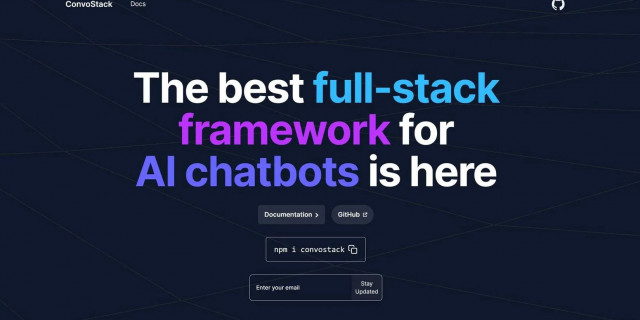 ConvoStack Docs
The best full-stack
framework for
AI chatbots is here
Documentation GitHub
npm i convostack
Enter your email
Stay
Updated